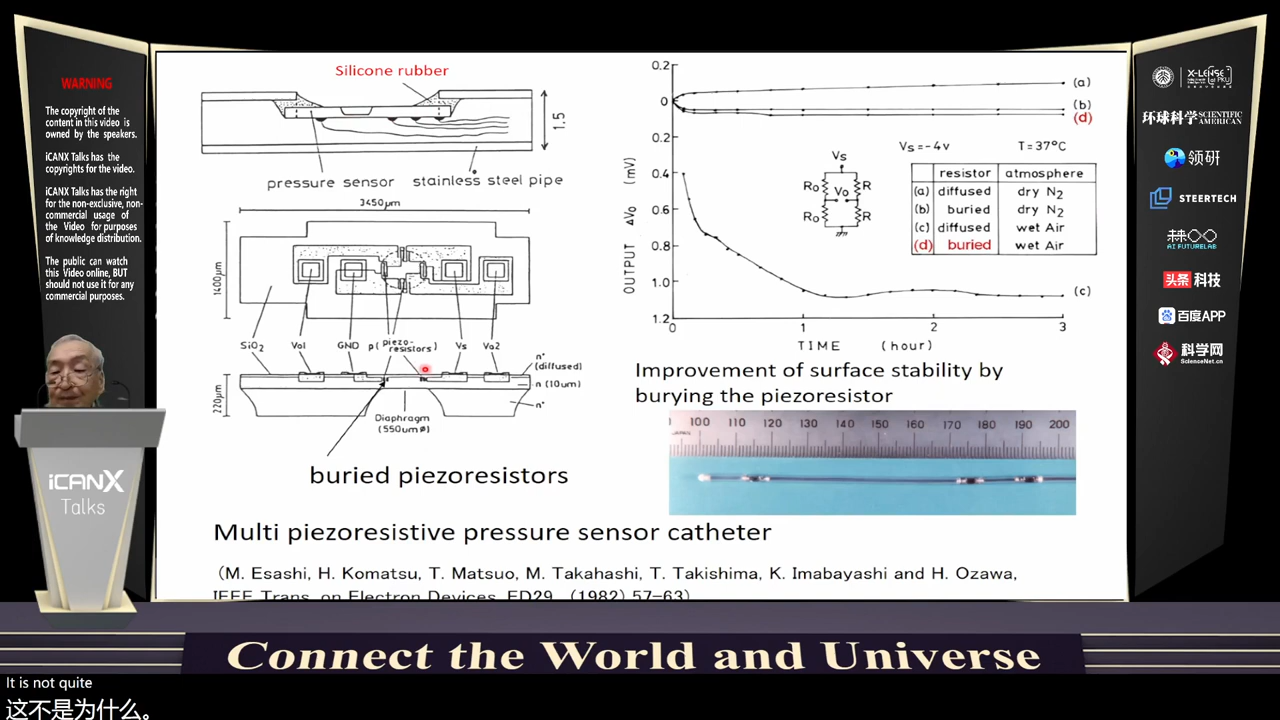 WARNING
The copyright of the
content in this video is
owned by the speakers.
iCANX Talks has the
copyrights for the video.
iCANX Talks has the right
for the non-exclusive, non-
commercial usage of
the Video for purposes
of knowledge distribution.
The public can watch
this Video online, BUT
should not use it for any
commercial purposes.
Silicone rubber
1.5
pressure sensor
stainless steel pipe
3450μm
1400μm
SiO2
Vo1
GND
p(piezo-resistors)
Vs
Vo2
n+ (diffused)
n (10um)
n+
220μm
Diaphragm
(550umø)
buried piezoresistors
0.2
0
0.2
0.4
0.6
0.8
1.0
1.2
OUTPUT ΔVo (mV)
0 1 2 3
TIME (hour)
(a)
(b)
(d)
(c)
Vs=-4v T=37°C
Vs
Ro Vo R
Ro R
resistor atmosphere
(a) diffused dry N2
(b) buried dry N2
(c) diffused wet Air
(d) buried wet Air
Improvement of surface stability by
burying the piezoresistor
100 110 120 130 140 150 160 170 180 190 200
Multi piezoresistive pressure sensor catheter
(M. Esashi, H. Komatsu, T. Matsuo, M. Takahashi, T. Takishima, K. Imabayashi and H. Ozawa,
IEEE Trans. on Electron Devices, ED29, (1982) 57-63)
iCANX
Talks
X-LENSE
环球科学 SCIENTIFIC AMERICAN
领研
STEERTECH
AI FUTURELAB
头条 科技
百度APP
科学网
ScienceNet.cn
Connect the World and Universe
It is not quite
这不是为什么。